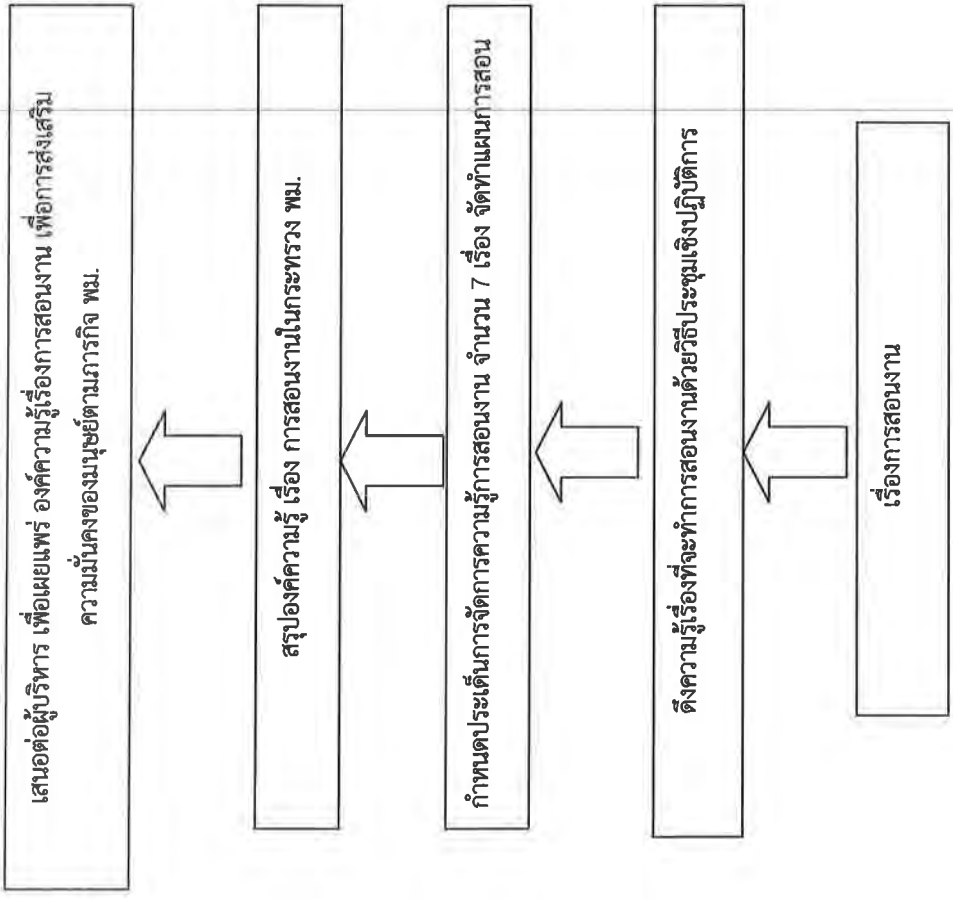 เสนอต่อผู้บริหาร เพื่อเผยแพร่ องค์ความรู้เรื่องการสอนงาน เพื่อการส่งเสริม
ความมั่นคงของมนุษย์ตามภารกิจ พม.
สรุปองค์ความรู้ เรื่อง การสอนงานในกระทรวง พม.
กำหนดประเด็นการจัดการความรู้การสอนงาน จำนวน 7 เรื่อง จัดทำแผนการสอน
ดึงความรู้เรื่องที่จะทำการสอนงานด้วยวิธีประชุมเชิงปฏิบัติการ
เรื่องการสอนงาน